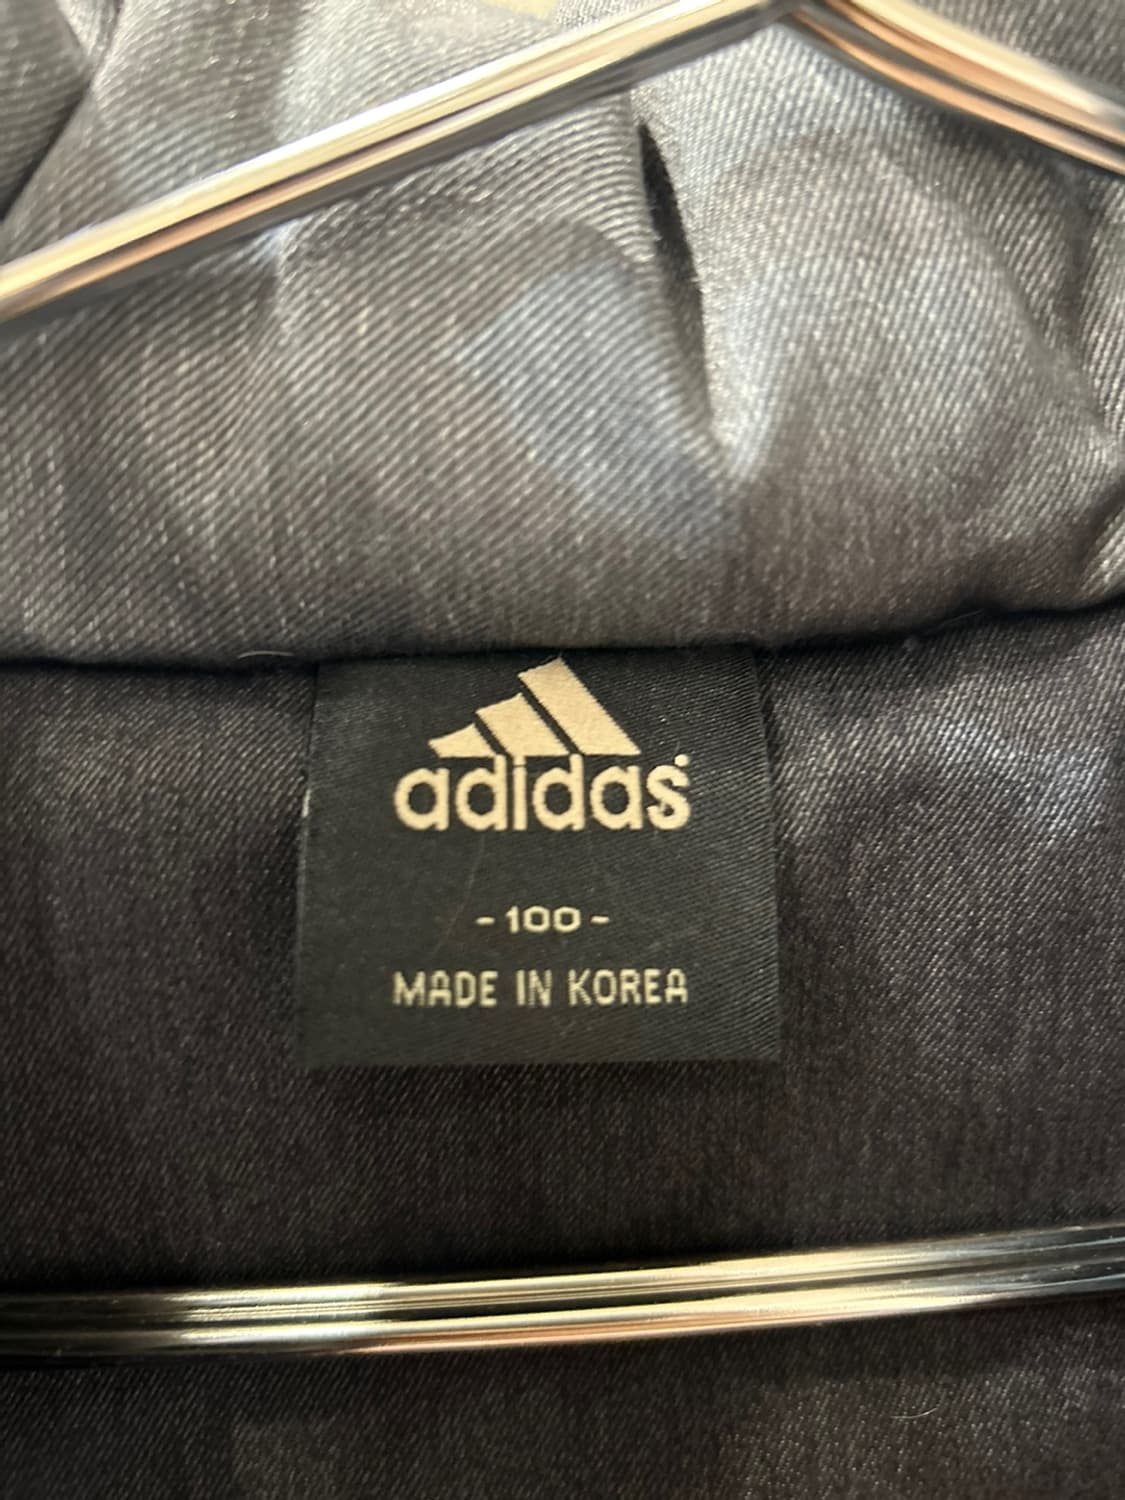 adidas
- 100 -
MADE IN KOREA